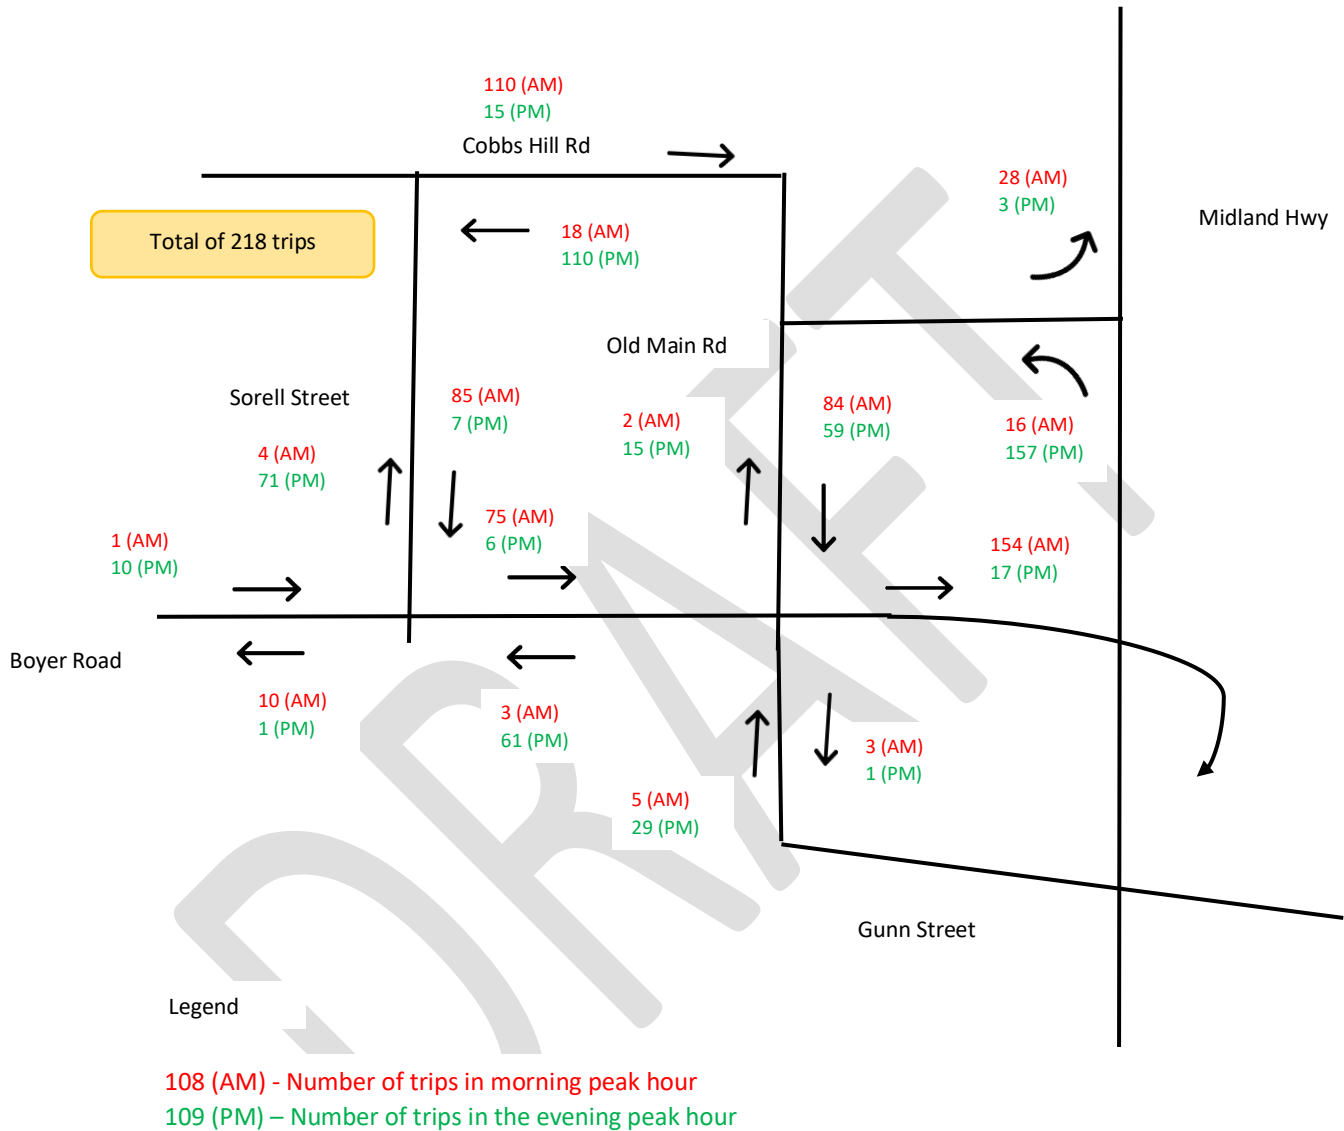 110 (AM)
15 (PM)
Cobbs Hill Rd
28 (AM)
3 (PM)
Midland Hwy
Total of 218 trips
18 (AM)
110 (PM)
Old Main Rd
Sorell Street
85 (AM)
7 (PM)
2 (AM)
15 (PM)
84 (AM)
59 (PM)
16 (AM)
157 (PM)
4 (AM)
71 (PM)
75 (AM)
6 (PM)
1 (AM)
10 (PM)
154 (AM)
17 (PM)
Boyer Road
10 (AM)
1 (PM)
3 (AM)
61 (PM)
3 (AM)
1 (PM)
5 (AM)
29 (PM)
Gunn Street
Legend
108 (AM) - Number of trips in morning peak hour
109 (PM) – Number of trips in the evening peak hour
DRAFT